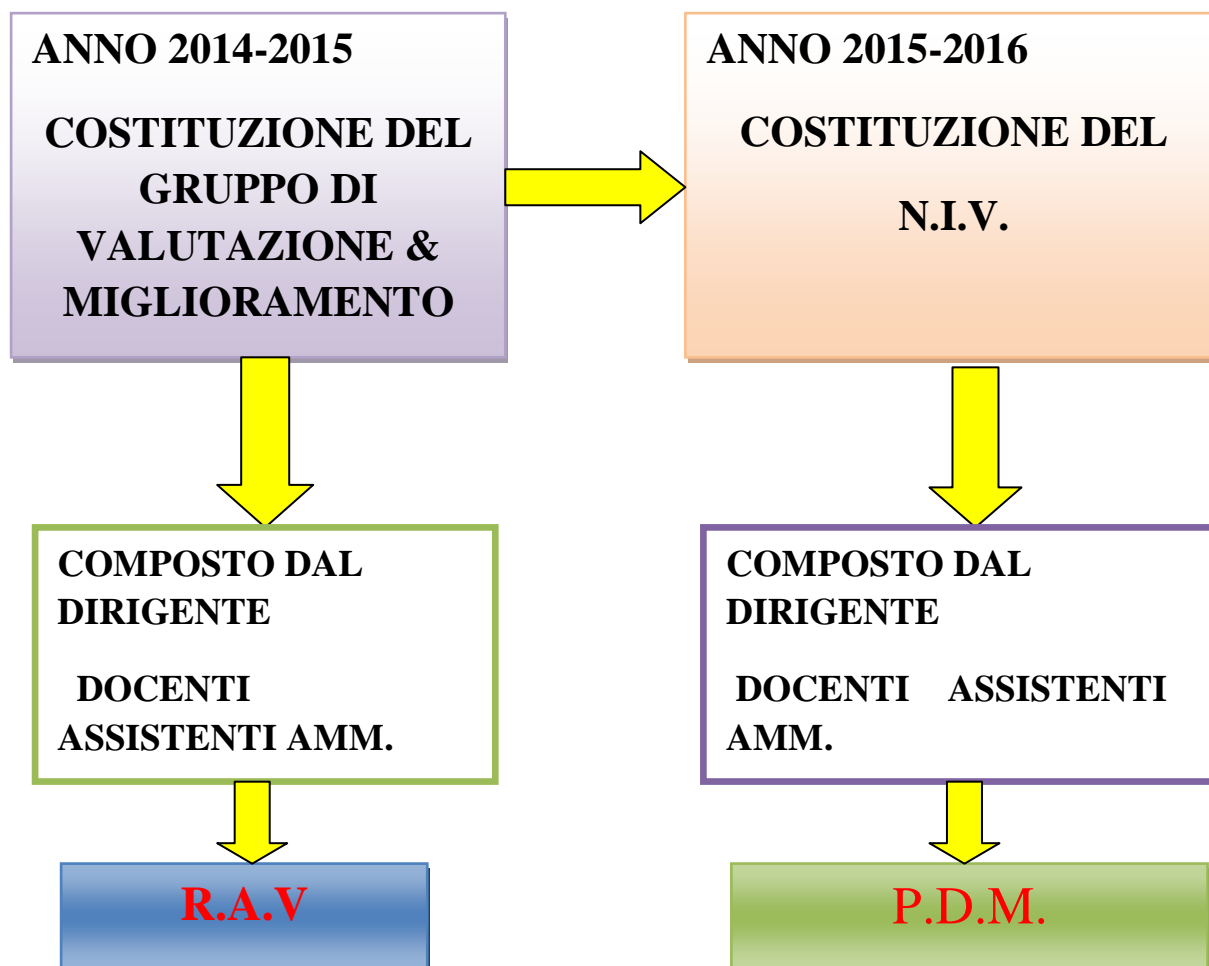 ANNO 2014-2015
COSTITUZIONE DEL
GRUPPO DI
VALUTAZIONE &
MIGLIORAMENTO
ANNO 2015-2016
COSTITUZIONE DEL
N.I.V.
COMPOSTO DAL
DIRIGENTE
DOCENTI
ASSISTENTI AMM.
COMPOSTO DAL
DIRIGENTE
DOCENTI ASSISTENTI
AMM.
R.A.V
P.D.M.